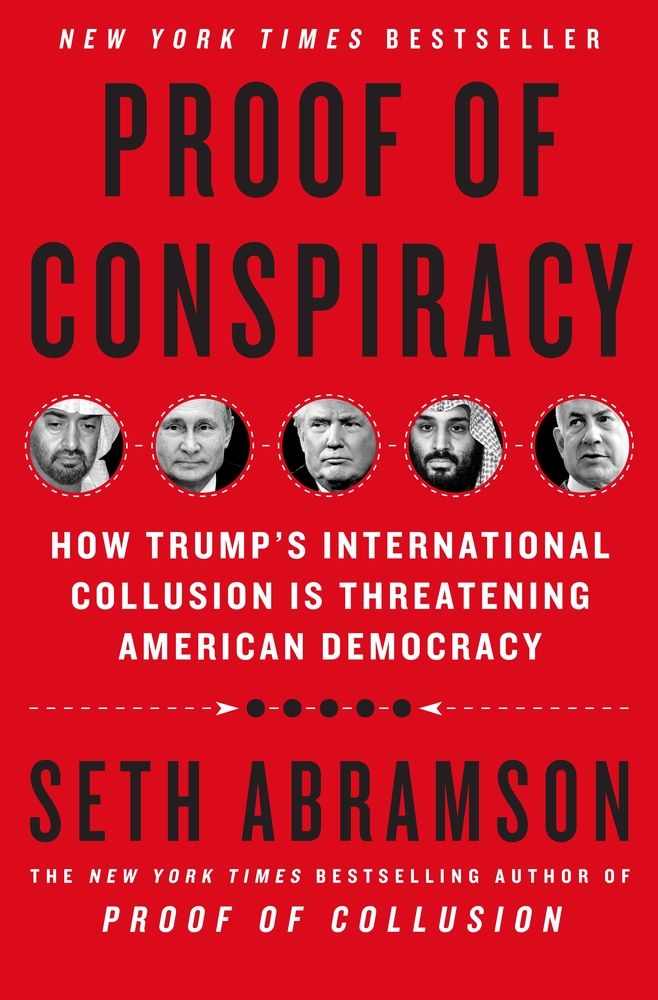 NEW YORK TIMES BESTSELLER
PROOF OF
CONSPIRACY
HOW TRUMP'S INTERNATIONAL
COLLUSION IS THREATENING
AMERICAN DEMOCRACY
SETH ABRAMSON
THE NEW YORK TIMES BESTSELLING AUTHOR OF
PROOF OF COLLUSION